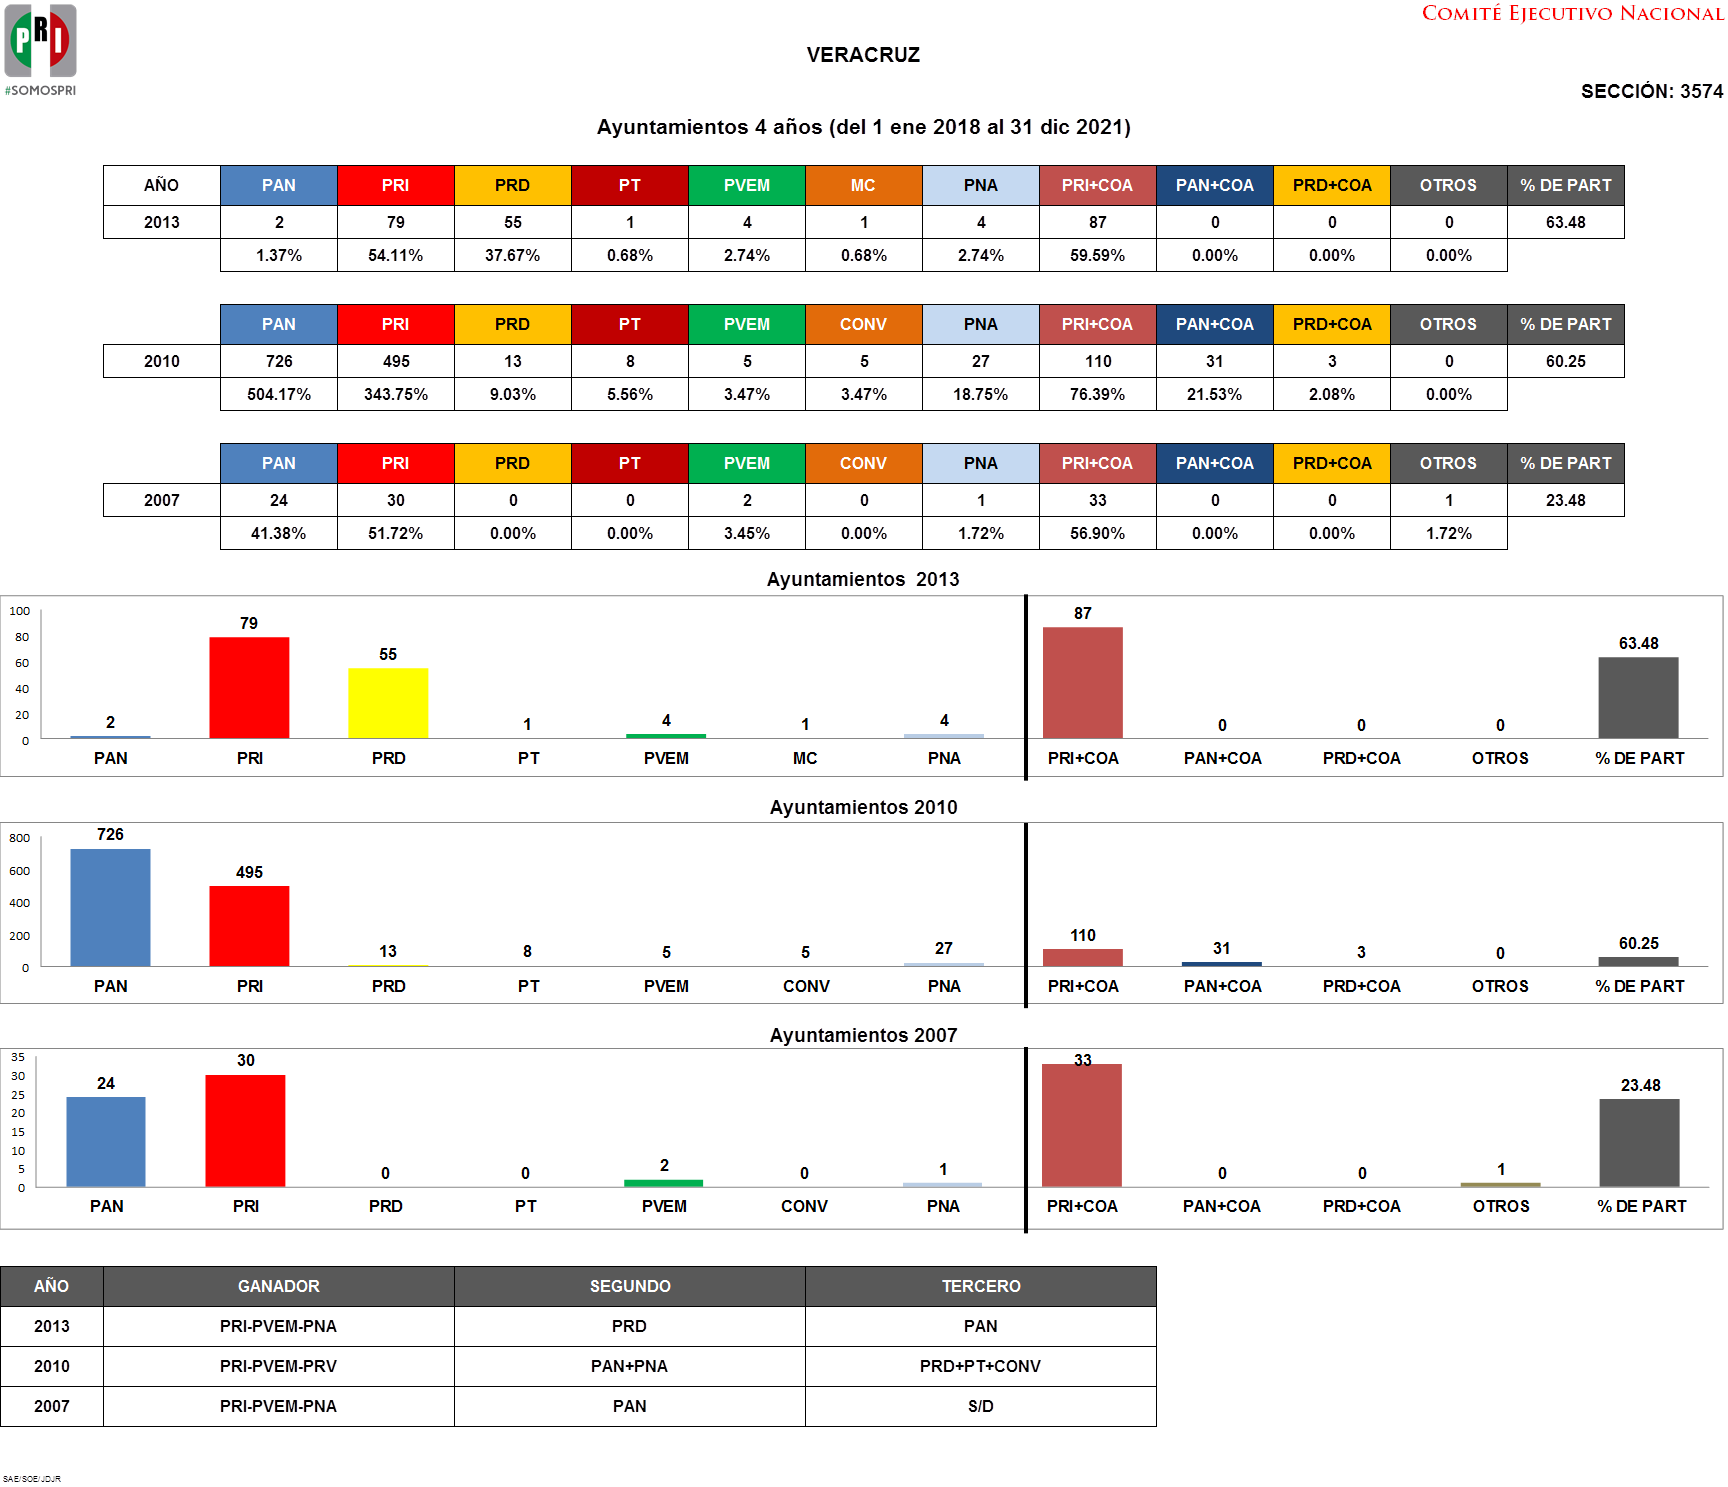 COMITÉ EJECUTIVO NACIONAL
PRI
#SOMOSPRI
VERACRUZ
SECCIÓN: 3574
Ayuntamientos 4 años (del 1 ene 2018 al 31 dic 2021)
AÑO PAN PRI PRD PT PVEM MC PNA PRI+COA PAN+COA PRD+COA OTROS % DE PART
2013 2 79 55 1 4 1 4 87 0 0 0 63.48
1.37% 54.11% 37.67% 0.68% 2.74% 0.68% 2.74% 59.59% 0.00% 0.00% 0.00%
PAN PRI PRD PT PVEM CONV PNA PRI+COA PAN+COA PRD+COA OTROS % DE PART
2010 726 495 13 8 5 5 27 110 31 3 0 60.25
504.17% 343.75% 9.03% 5.56% 3.47% 3.47% 18.75% 76.39% 21.53% 2.08% 0.00%
PAN PRI PRD PT PVEM CONV PNA PRI+COA PAN+COA PRD+COA OTROS % DE PART
2007 24 30 0 0 2 0 1 33 0 0 1 23.48
41.38% 51.72% 0.00% 0.00% 3.45% 0.00% 1.72% 56.90% 0.00% 0.00% 1.72%
Ayuntamientos 2013
100
80
60
40
20
0
2 79 55 1 4 1 4 87 0 0 0 63.48
PAN PRI PRD PT PVEM MC PNA PRI+COA PAN+COA PRD+COA OTROS % DE PART
Ayuntamientos 2010
800
600
400
200
0
726 495 13 8 5 5 27 110 31 3 0 60.25
PAN PRI PRD PT PVEM CONV PNA PRI+COA PAN+COA PRD+COA OTROS % DE PART
Ayuntamientos 2007
35
30
25
20
15
10
5
0
24 30 0 0 2 0 1 33 0 0 1 23.48
PAN PRI PRD PT PVEM CONV PNA PRI+COA PAN+COA PRD+COA OTROS % DE PART
AÑO GANADOR SEGUNDO TERCERO
2013 PRI-PVEM-PNA PRD PAN
2010 PRI-PVEM-PRV PAN+PNA PRD+PT+CONV
2007 PRI-PVEM-PNA PAN S/D
SAE/SOE/JDJR